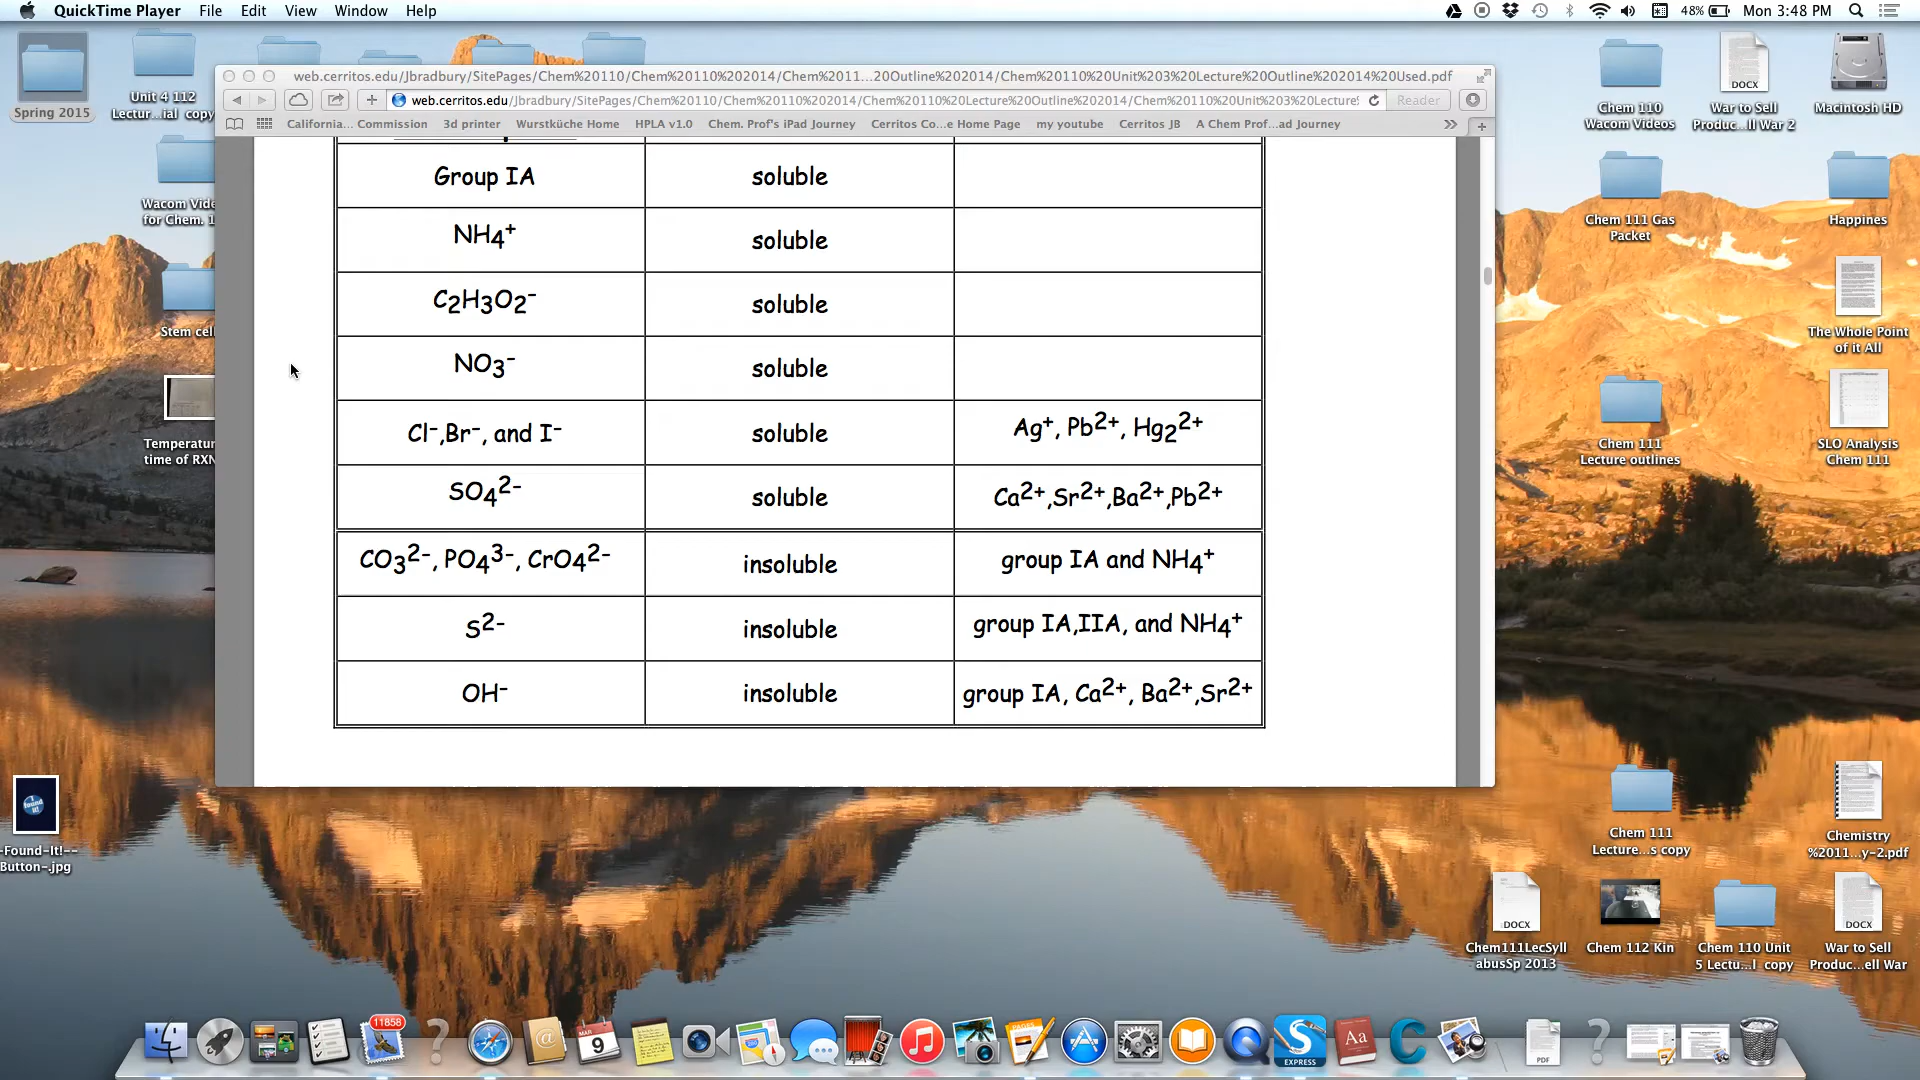 QuickTime Player File Edit View Window Help
48% Mon 3:48 PM
web.cerritos.edu/Jbradbury/SitePages/Chem%20110/Chem%20110%202014/Chem%2011...20Outline%202014/Chem%20110%20Unit%203%20Lecture%20Outline%202014%20Used.pdf
web.cerritos.edu/Jbradbury/SitePages/Chem%20110/Chem%20110%202014/Chem%20110%20Lecture%20Outline%202014/Chem%20110%20Unit%203%20Lecture%
Reader
California... Commission 3d printer Wurstküche Home HPLA v1.0 Chem. Prof's iPad Journey Cerritos Co...e Home Page my youtube Cerritos JB A Chem Prof...ad Journey
Group IA soluble
NH4+ soluble
C2H3O2− soluble
NO3− soluble
Cl−,Br−, and I− soluble Ag+, Pb2+, Hg22+
SO42− soluble Ca2+,Sr2+,Ba2+,Pb2+
CO32−, PO43−, CrO42− insoluble group IA and NH4+
S2− insoluble group IA,IIA, and NH4+
OH− insoluble group IA, Ca2+, Ba2+,Sr2+
Spring 2015
Unit 4 112
Lectur...ial copy
Wacom Vide
for Chem. 1
Stem cel
Temperatur
time of RXN
-Found-It!--
Button-.jpg
Chem 110
Wacom Videos
DOCX
War to Sell
Produc...ll War 2
Macintosh HD
Chem 111 Gas
Packet
Happines
The Whole Point
of it All
Chem 111
Lecture outlines
SLO Analysis
Chem 111
Chem 111
Lecture...s copy
Chemistry
%2011...y-2.pdf
DOCX
Chem111LecSyll
abusSp 2013
Chem 112 Kin
Chem 110 Unit
5 Lectu...l copy
DOCX
War to Sell
Produc...ell War
11858
MAR
9
EXPRESS
Aa
PDF